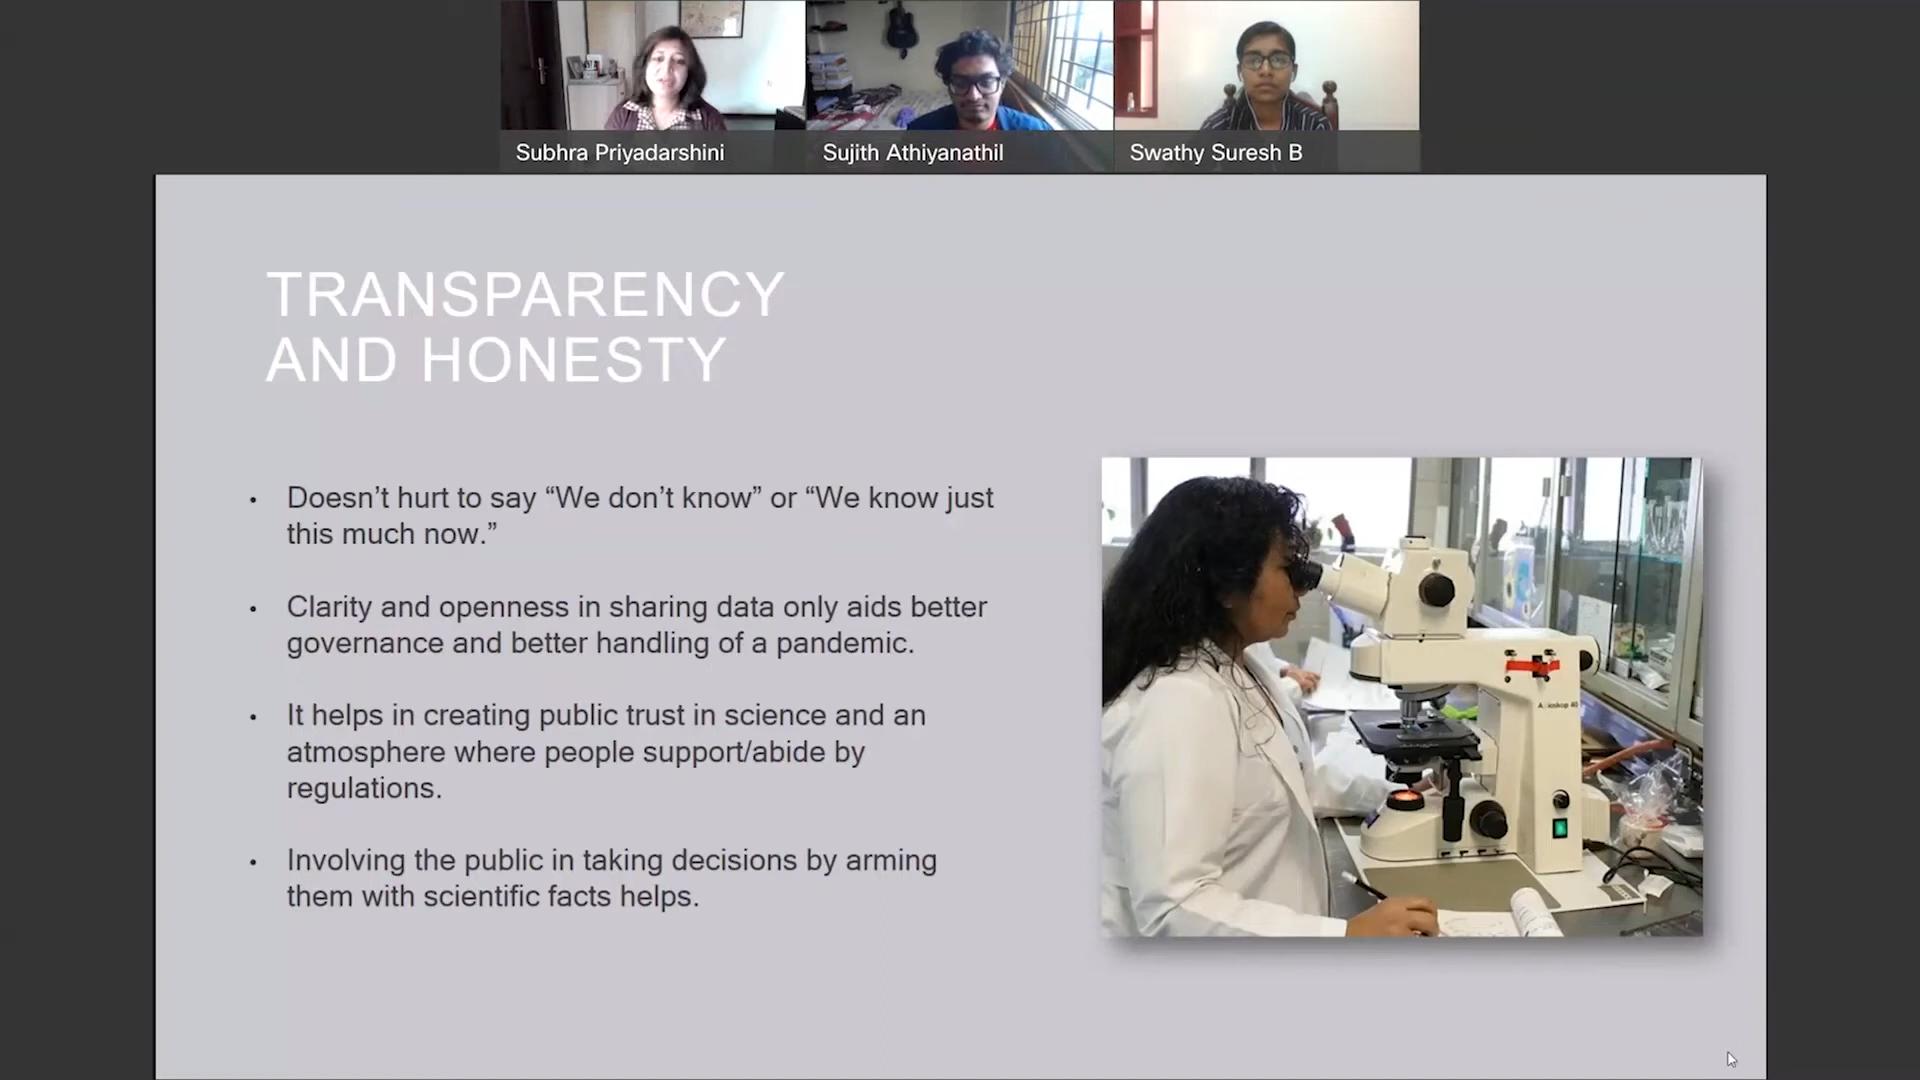 Subhra Priyadarshini
Sujith Athiyanathil
Swathy Suresh B
TRANSPARENCY
AND HONESTY
• Doesn’t hurt to say “We don’t know” or “We know just
this much now.”
• Clarity and openness in sharing data only aids better
governance and better handling of a pandemic.
• It helps in creating public trust in science and an
atmosphere where people support/abide by
regulations.
• Involving the public in taking decisions by arming
them with scientific facts helps.